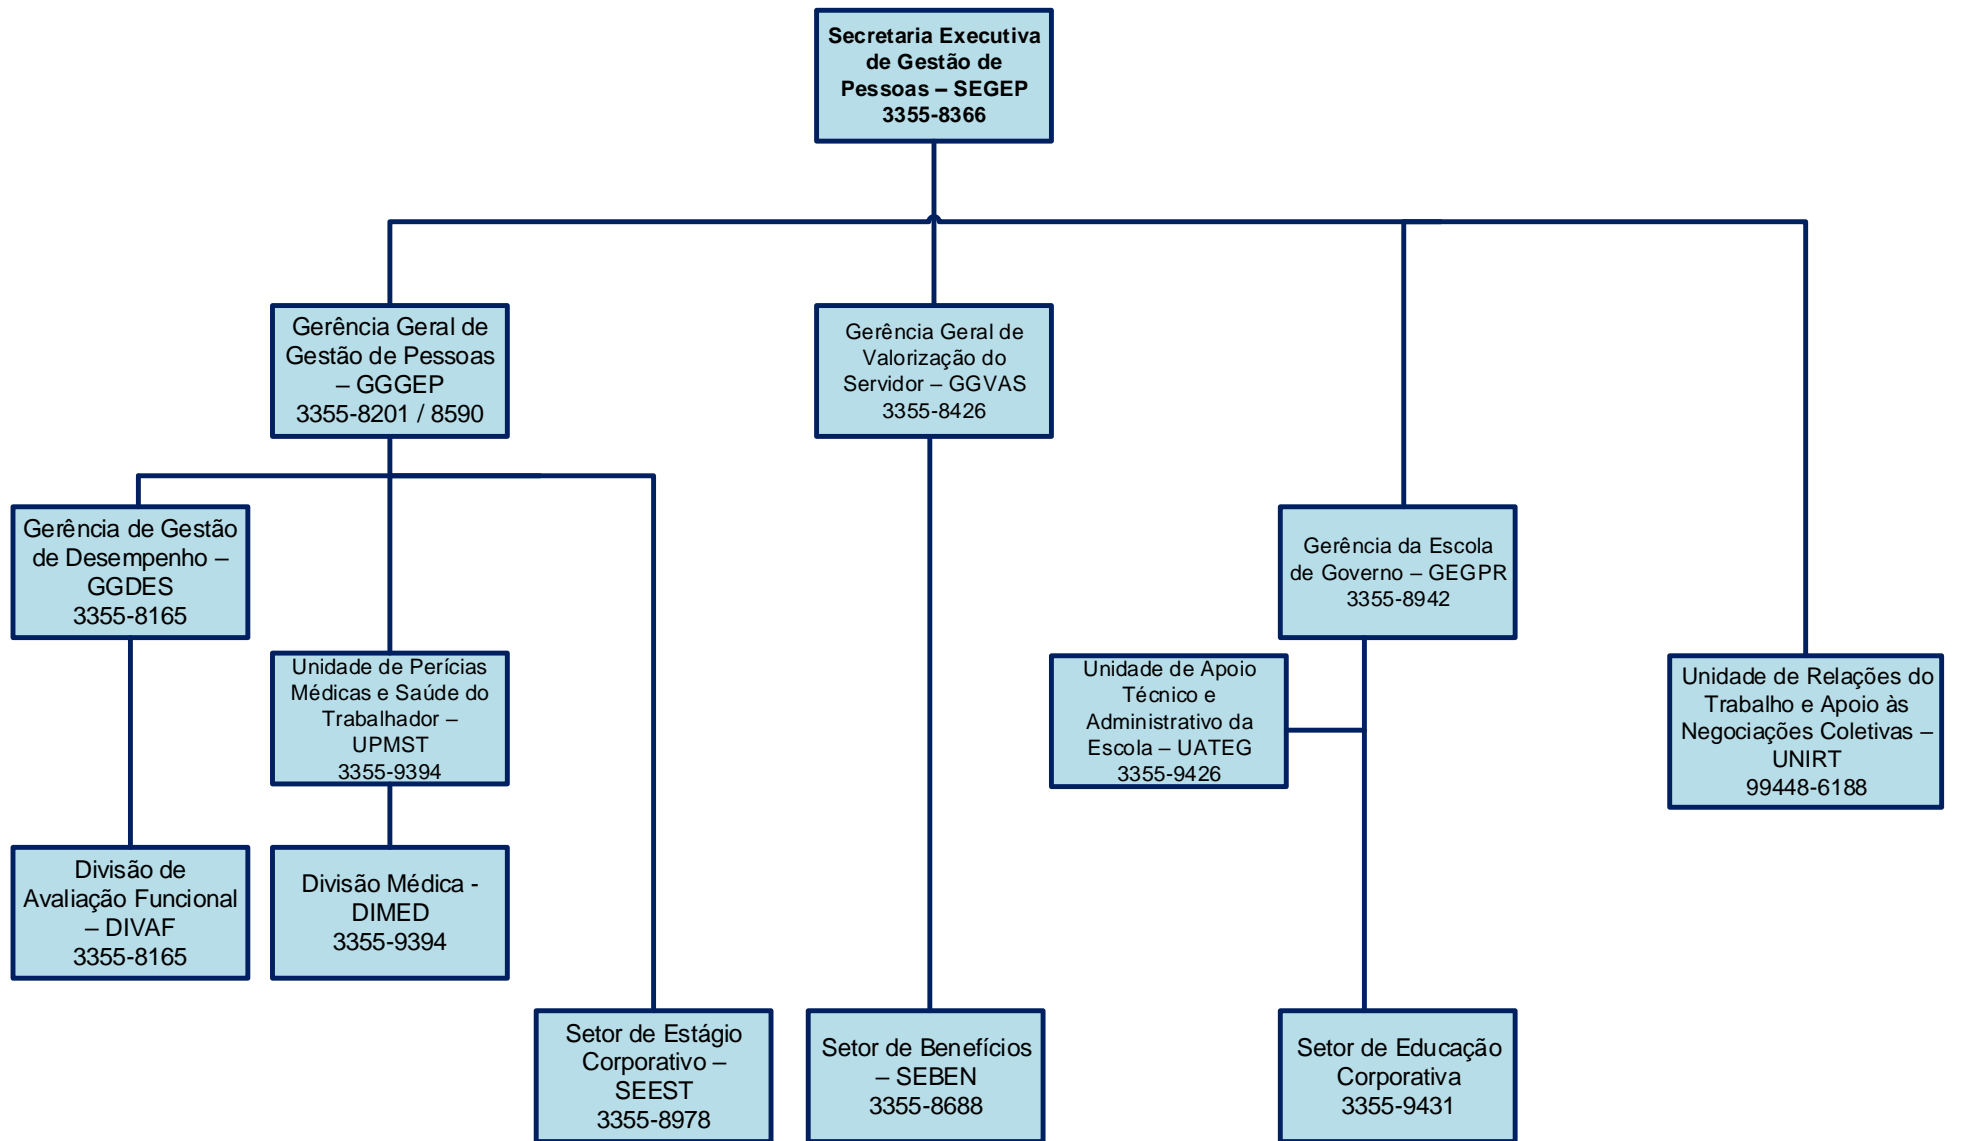 Secretaria Executiva
de Gestão de
Pessoas – SEGEP
3355-8366
Gerência Geral de
Gestão de Pessoas
– GGGEP
3355-8201 / 8590
Gerência Geral de
Valorização do
Servidor – GGVAS
3355-8426
Gerência de Gestão
de Desempenho –
GGDES
3355-8165
Gerência da Escola
de Governo – GEGPR
3355-8942
Unidade de Perícias
Médicas e Saúde do
Trabalhador –
UPMST
3355-9394
Unidade de Apoio
Técnico e
Administrativo da
Escola – UATEG
3355-9426
Unidade de Relações do
Trabalho e Apoio às
Negociações Coletivas –
UNIRT
99448-6188
Divisão de
Avaliação Funcional
– DIVAF
3355-8165
Divisão Médica -
DIMED
3355-9394
Setor de Estágio
Corporativo –
SEEST
3355-8978
Setor de Benefícios
– SEBEN
3355-8688
Setor de Educação
Corporativa
3355-9431